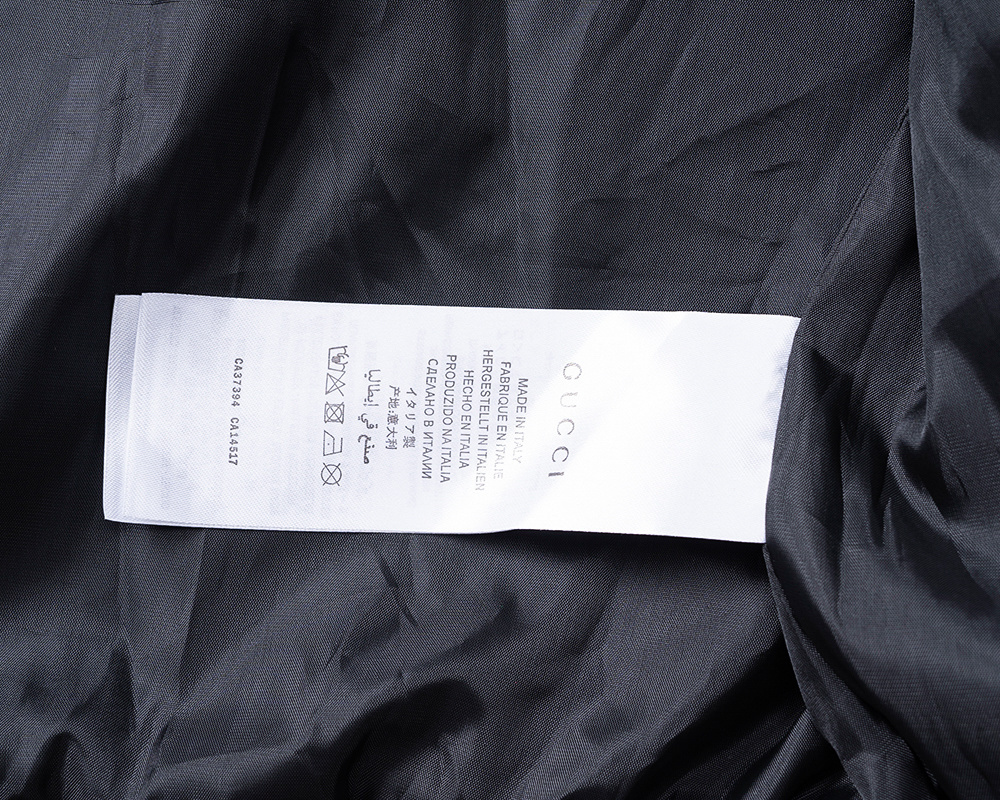 GUCCI
MADE IN ITALY
FABRIQUE EN ITALIE
HERGESTELLT IN ITALIEN
HECHO EN ITALIA
PRODUZIDO NA ITALIA
СДЕЛАНО В ИТАЛИИ
イタリア製
产地:意大利
صنع في إيطاليا
CA37394 CA14517